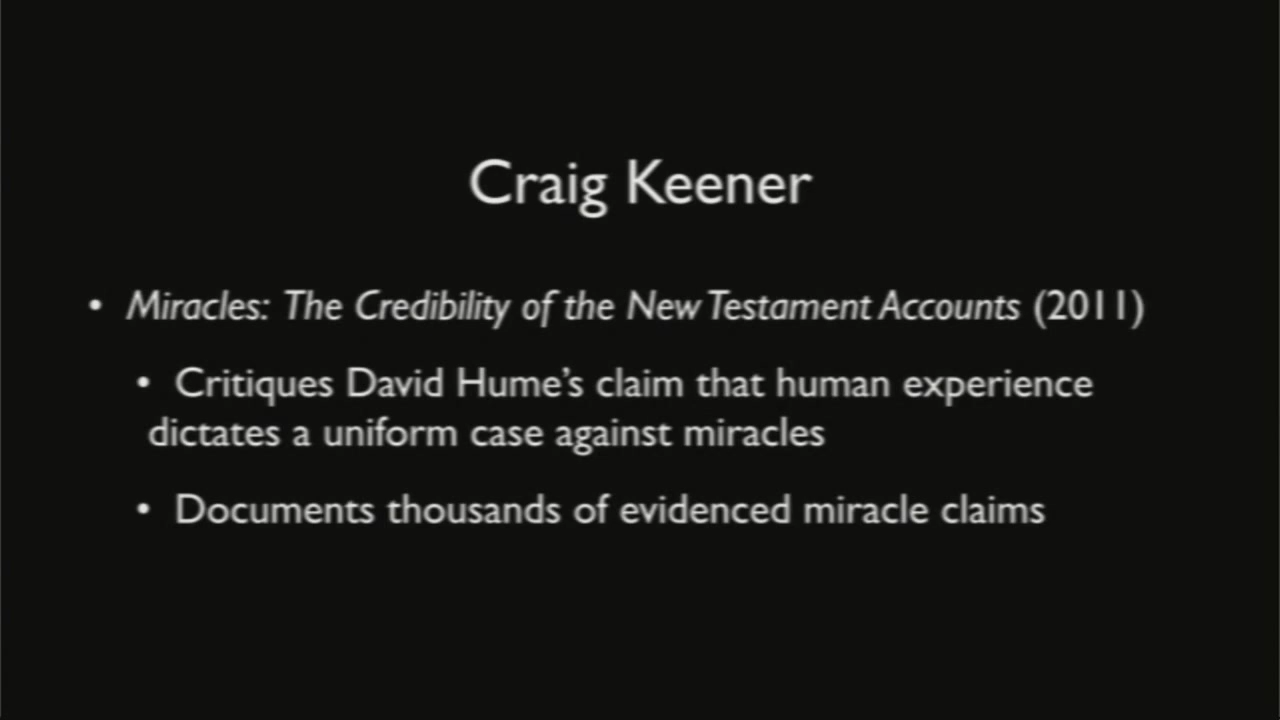 Craig Keener
• Miracles: The Credibility of the New Testament Accounts (2011)
• Critiques David Hume’s claim that human experience
dictates a uniform case against miracles
• Documents thousands of evidenced miracle claims